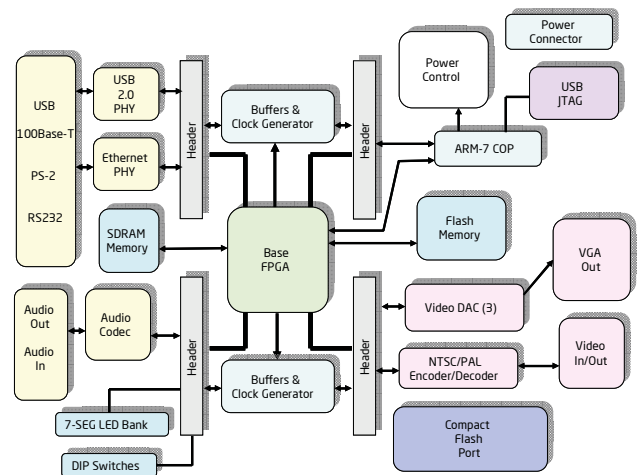 Power
Connector
USB
100Base-T
PS-2
RS232
USB
2.0
PHY
Ethernet
PHY
Header
Buffers &
Clock Generator
Header
Power
Control
USB
JTAG
ARM-7 COP
SDRAM
Memory
Base
FPGA
Flash
Memory
VGA
Out
Audio
Out
Audio
In
Audio
Codec
Header
Buffers &
Clock Generator
Header
Video DAC (3)
NTSC/PAL
Encoder/Decoder
Video
In/Out
7-SEG LED Bank
DIP Switches
Compact
Flash
Port